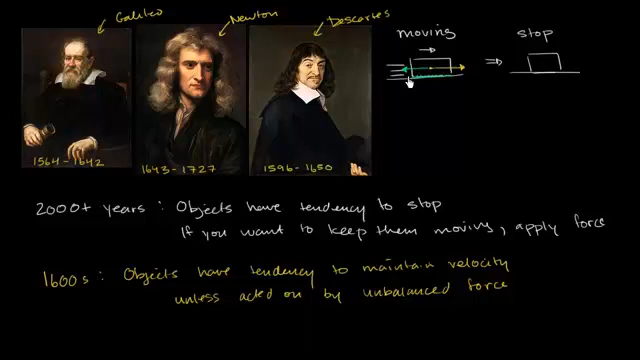 Galileo
Newton
Descartes
moving
stop
1564-1642
1643-1727
1596-1650
2000+ years : Objects have tendency to stop
If you want to keep them moving, apply force
1600s : Objects have tendency to maintain velocity
unless acted on by unbalanced force